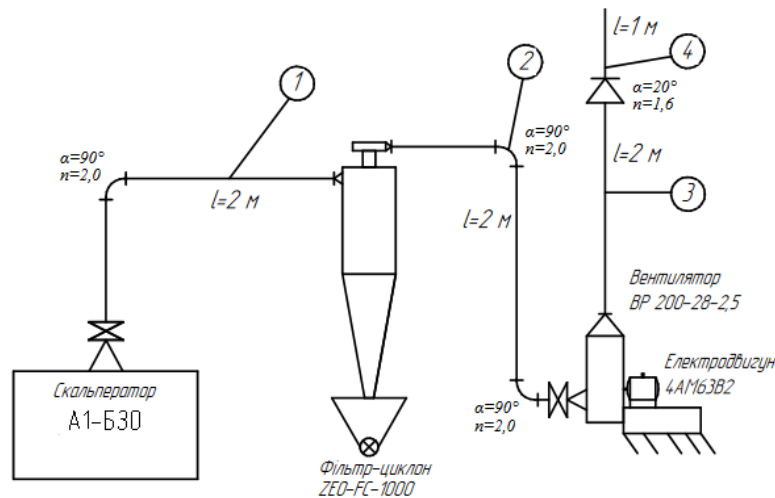 1
α=90°
n=2,0
l=2 м
Скальператор
А1-БЗО
2
α=90°
n=2,0
l=2 м
α=90°
n=2,0
Фільтр-циклон
ZEO-FC-1000
l=1 м
4
α=20°
n=1,6
l=2 м
3
Вентилятор
ВР 200-28-2,5
Електродвигун
4АМ63В2